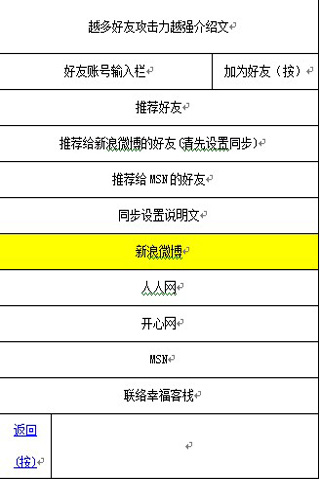 越多好友攻击力越强介绍文
好友账号输入栏 加为好友（按）
推荐好友
推荐给新浪微博的好友(请先设置同步)
推荐给 MSN 的好友
同步设置说明文
新浪微博
人人网
开心网
MSN
联络幸福客栈
返回
(按)